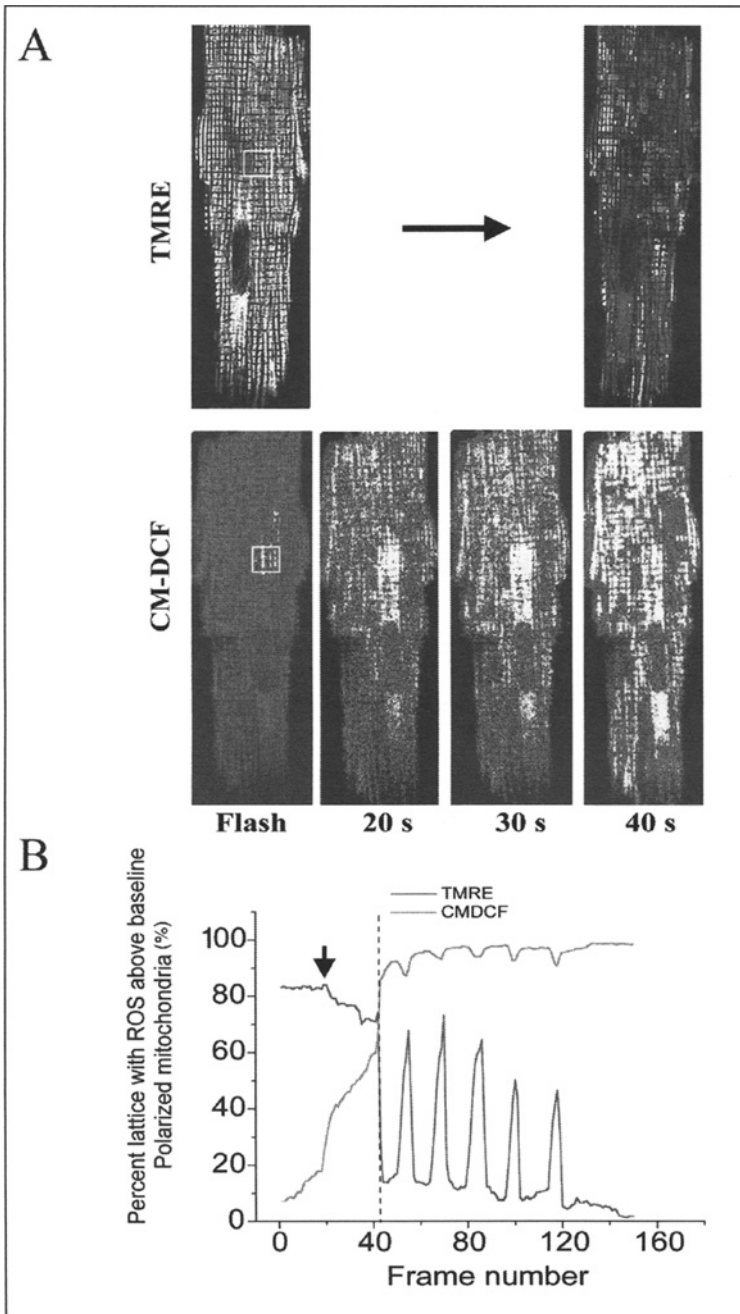 A
TMRE
CM-DCF
Flash 20 s 30 s 40 s
B
TMRE
CMDCF
Percent lattice with ROS above baseline
Polarized mitochondria (%)
100
80
60
40
20
0
0 40 80 120 160
Frame number